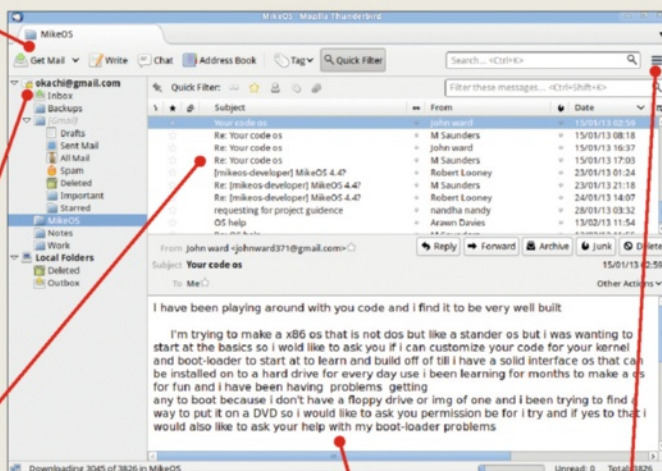 MikeOS - Mozilla Thunderbird
MikeOS
Get Mail Write Chat Address Book Tag Quick Filter Search... <Ctrl+K>
okachi@gmail.com
Inbox
Backups
[Gmail]
Drafts
Sent Mail
All Mail
Spam
Deleted
Important
Starred
MikeOS
Notes
Work
Local Folders
Deleted
Outbox
Quick Filter: Filter these messages... <Ctrl+Shift+K>
Subject From Date
Your code os John ward 15/01/13 02:59
Re: Your code os M Saunders 15/01/13 08:18
Re: Your code os John ward 15/01/13 16:37
Re: Your code os M Saunders 15/01/13 17:03
[mikeos-developer] MikeOS 4.4? Robert Looney 23/01/13 01:24
Re: [mikeos-developer] MikeOS 4.4? M Saunders 23/01/13 21:18
Re: [mikeos-developer] MikeOS 4.4? Robert Looney 24/01/13 14:07
requesting for project guidence nandha nandy 28/01/13 03:32
OS help Arawn Davies 13/02/13 11:54
From John ward <johnward371@gmail.com> Reply Forward Archive Junk Delete
Subject Your code os 15/01/13 02:59
To Me Other Actions
I have been playing around with you code and i find it to be very well built
I'm trying to make a x86 os that is not dos but like a stander os but i was wanting to
start at the basics so i wold like to ask you if i can customize your code for your kernel
and boot-loader to start at to learn and build off of till i have a solid interface os that can
be installed on to a hard drive for every day use i been learning for months to make a os
for fun and i have been having problems getting
any to boot because i don't have a floppy drive or img of one and i been trying to find a
way to put it on a DVD so i would like to ask you permission be for i try and if yes to that i
would also like to ask your help with my boot-loader problems
Downloading 3045 of 3826 in MikeOS Unread: 0 Total: 3826